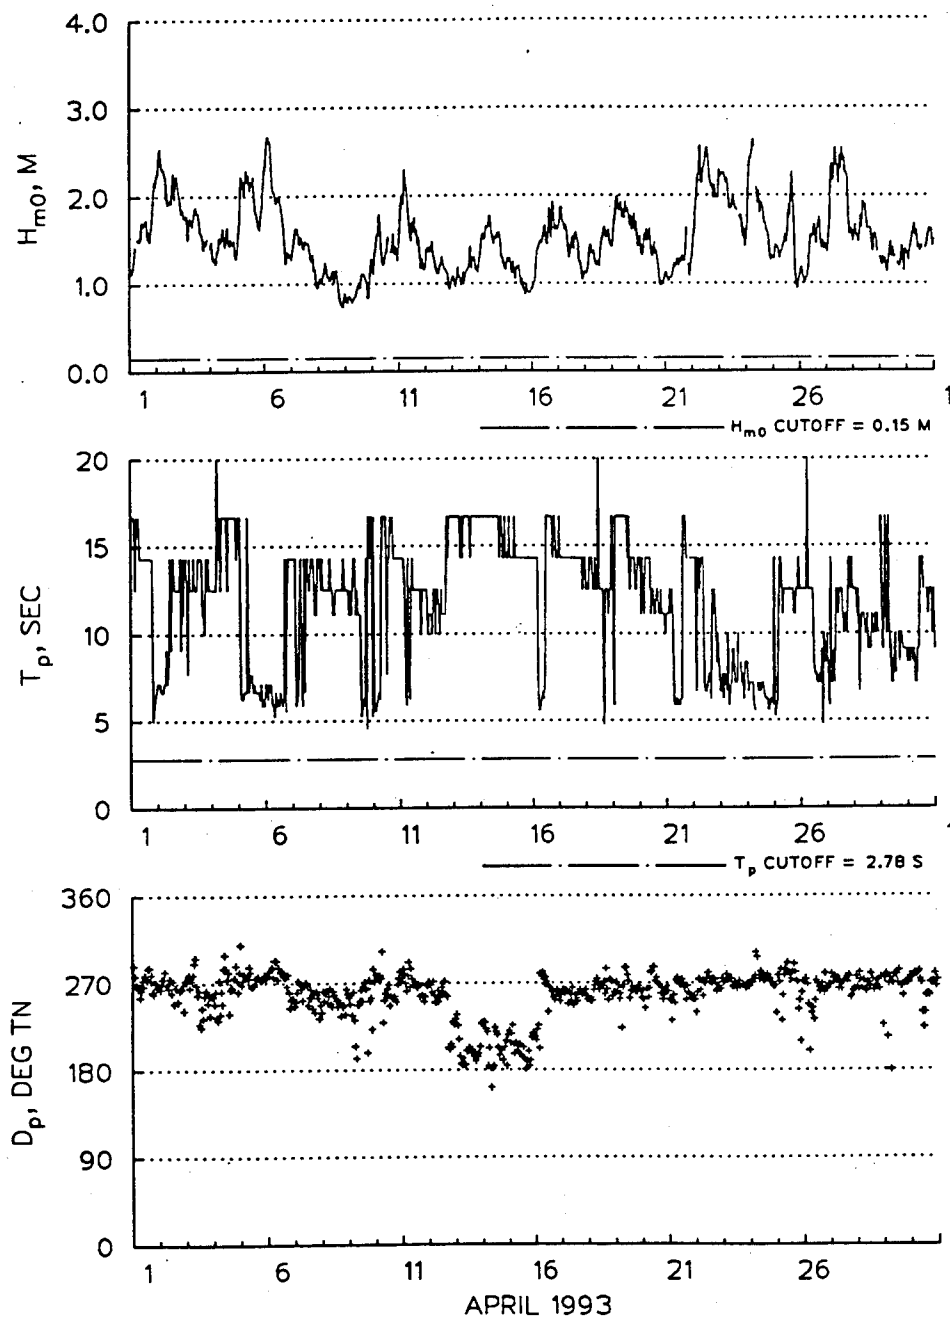 4.0
3.0
2.0
1.0
0.0
Hm0, M
1 6 11 16 21 26 1
Hm0 CUTOFF = 0.15 M
20
15
10
5
0
Tp, SEC
1 6 11 16 21 26 1
Tp CUTOFF = 2.78 S
360
270
180
90
0
Dp, DEG TN
1 6 11 16 21 26
APRIL 1993